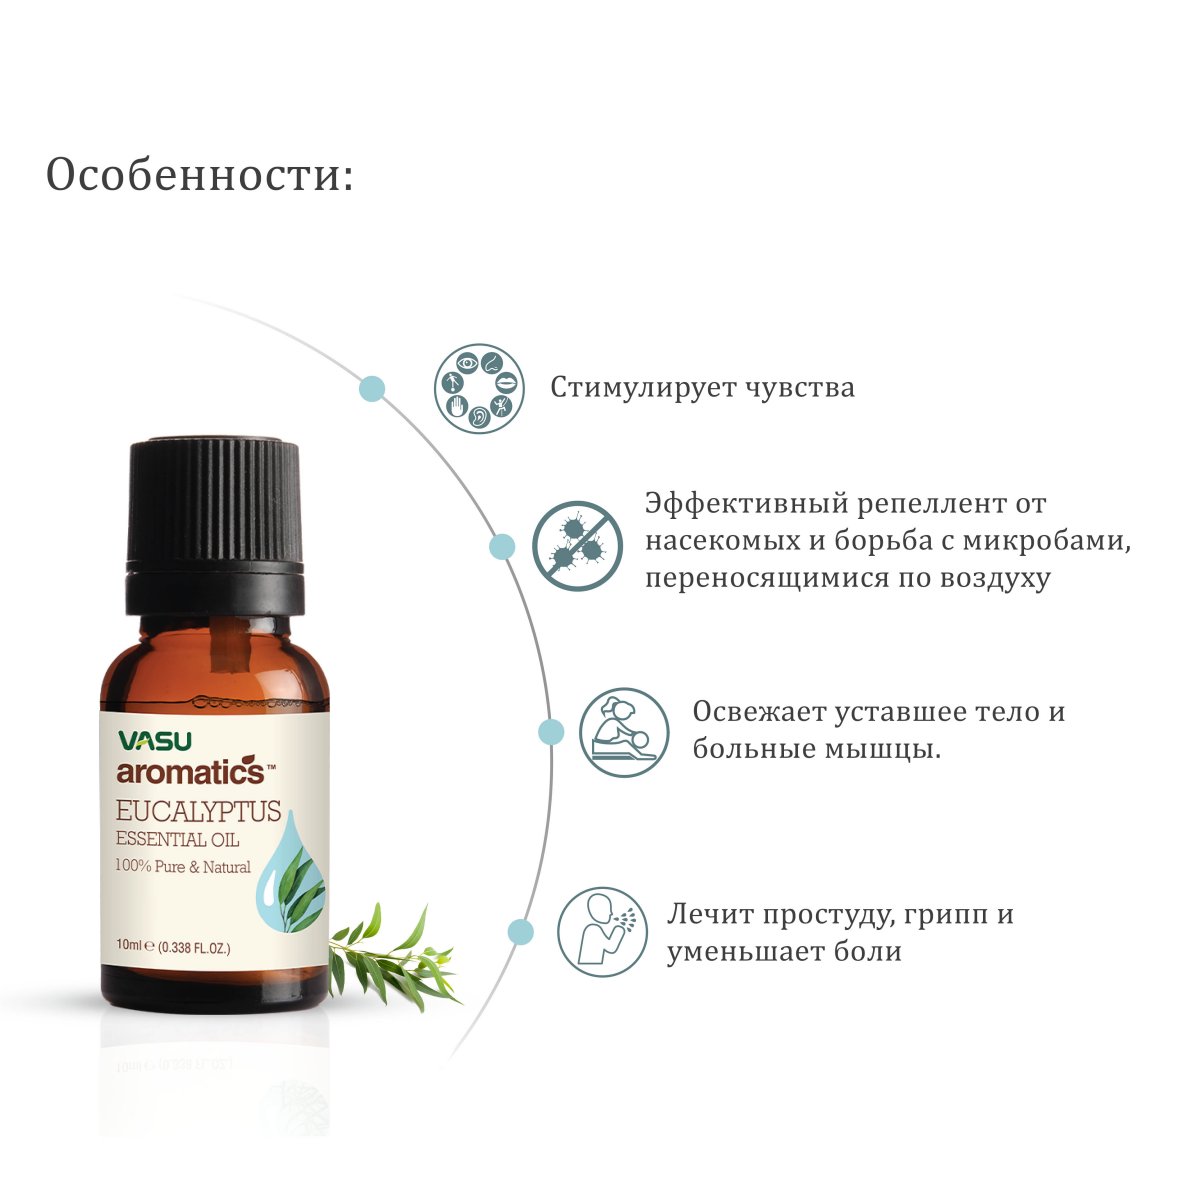 Особенности:
Стимулирует чувства
Эффективный репеллент от
насекомых и борьба с микробами,
переносящимися по воздуху
Освежает уставшее тело и
больные мышцы.
Лечит простуду, грипп и
уменьшает боли
VASU
aromatics™
EUCALYPTUS
ESSENTIAL OIL
100% Pure & Natural
10ml ℮ (0.338 FL.OZ.)